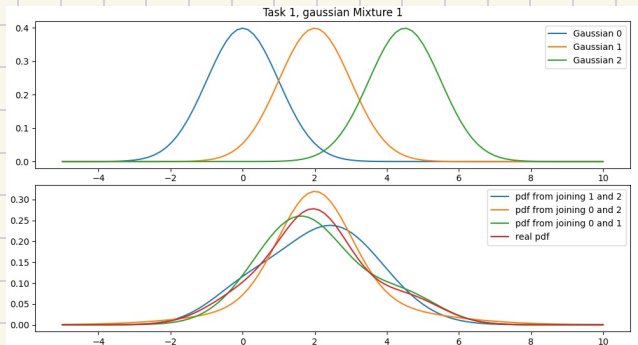 Task 1, gaussian Mixture 1
0.4
0.3
0.2
0.1
0.0
Gaussian 0
Gaussian 1
Gaussian 2
−4 −2 0 2 4 6 8 10
0.30
0.25
0.20
0.15
0.10
0.05
0.00
pdf from joining 1 and 2
pdf from joining 0 and 2
pdf from joining 0 and 1
real pdf
−4 −2 0 2 4 6 8 10